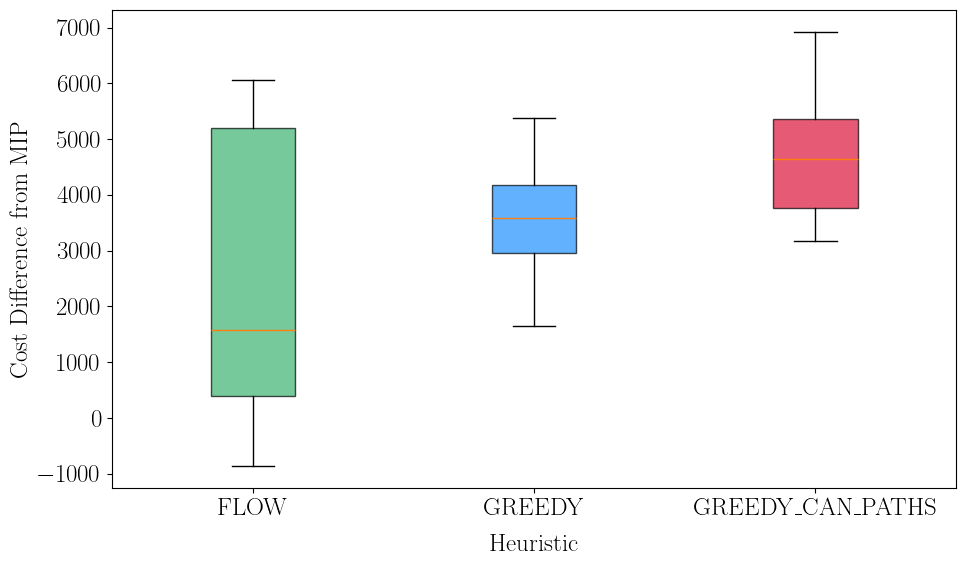 Cost Difference from MIP
7000
6000
5000
4000
3000
2000
1000
0
−1000
FLOW
GREEDY
GREEDY_CAN_PATHS
Heuristic